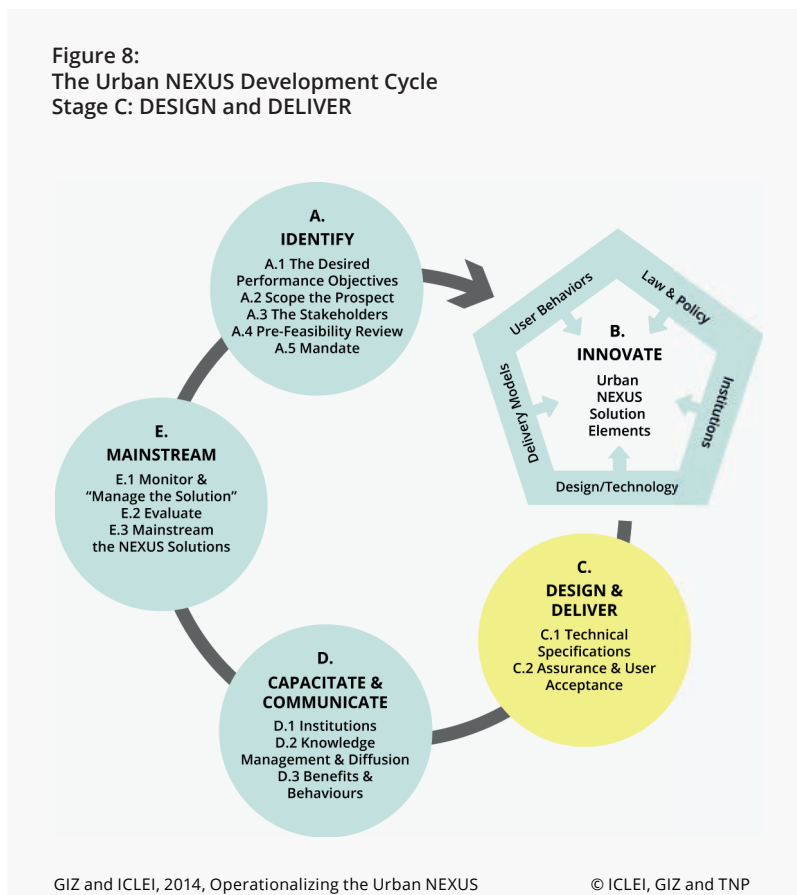 Figure 8:
The Urban NEXUS Development Cycle
Stage C: DESIGN and DELIVER
A.
IDENTIFY
A.1 The Desired
Performance Objectives
A.2 Scope the Prospect
A.3 The Stakeholders
A.4 Pre-Feasibility Review
A.5 Mandate
User Behaviors
Law & Policy
Delivery Models
Institutions
Design/Technology
B.
INNOVATE
Urban
NEXUS
Solution
Elements
C.
DESIGN &
DELIVER
C.1 Technical
Specifications
C.2 Assurance & User
Acceptance
D.
CAPACITATE &
COMMUNICATE
D.1 Institutions
D.2 Knowledge
Management & Diffusion
D.3 Benefits &
Behaviours
E.
MAINSTREAM
E.1 Monitor &
“Manage the Solution”
E.2 Evaluate
E.3 Mainstream
the NEXUS Solutions
GIZ and ICLEI, 2014, Operationalizing the Urban NEXUS
© ICLEI, GIZ and TNP